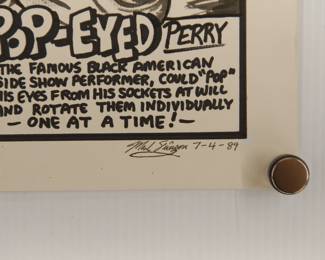 POP-EYED PERRY
THE FAMOUS BLACK AMERICAN
SIDE SHOW PERFORMER, COULD "POP"
HIS EYES FROM HIS SOCKETS AT WILL
AND ROTATE THEM INDIVIDUALLY
— ONE AT A TIME! —
7-4-89